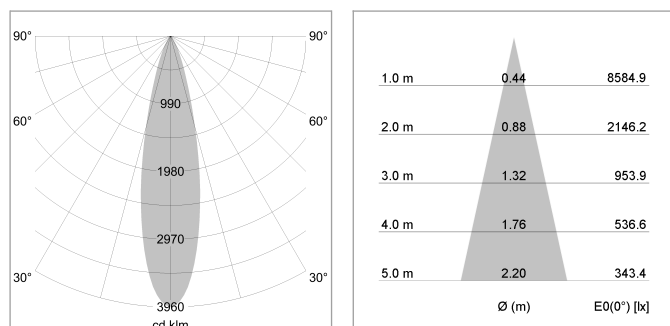 90° 90°
990
60° 60°
1980
2970
30° 30°
3960
cd klm
1.0 m 0.44 8584.9
2.0 m 0.88 2146.2
3.0 m 1.32 953.9
4.0 m 1.76 536.6
5.0 m 2.20 343.4
Ø (m) E0(0°) [lx]